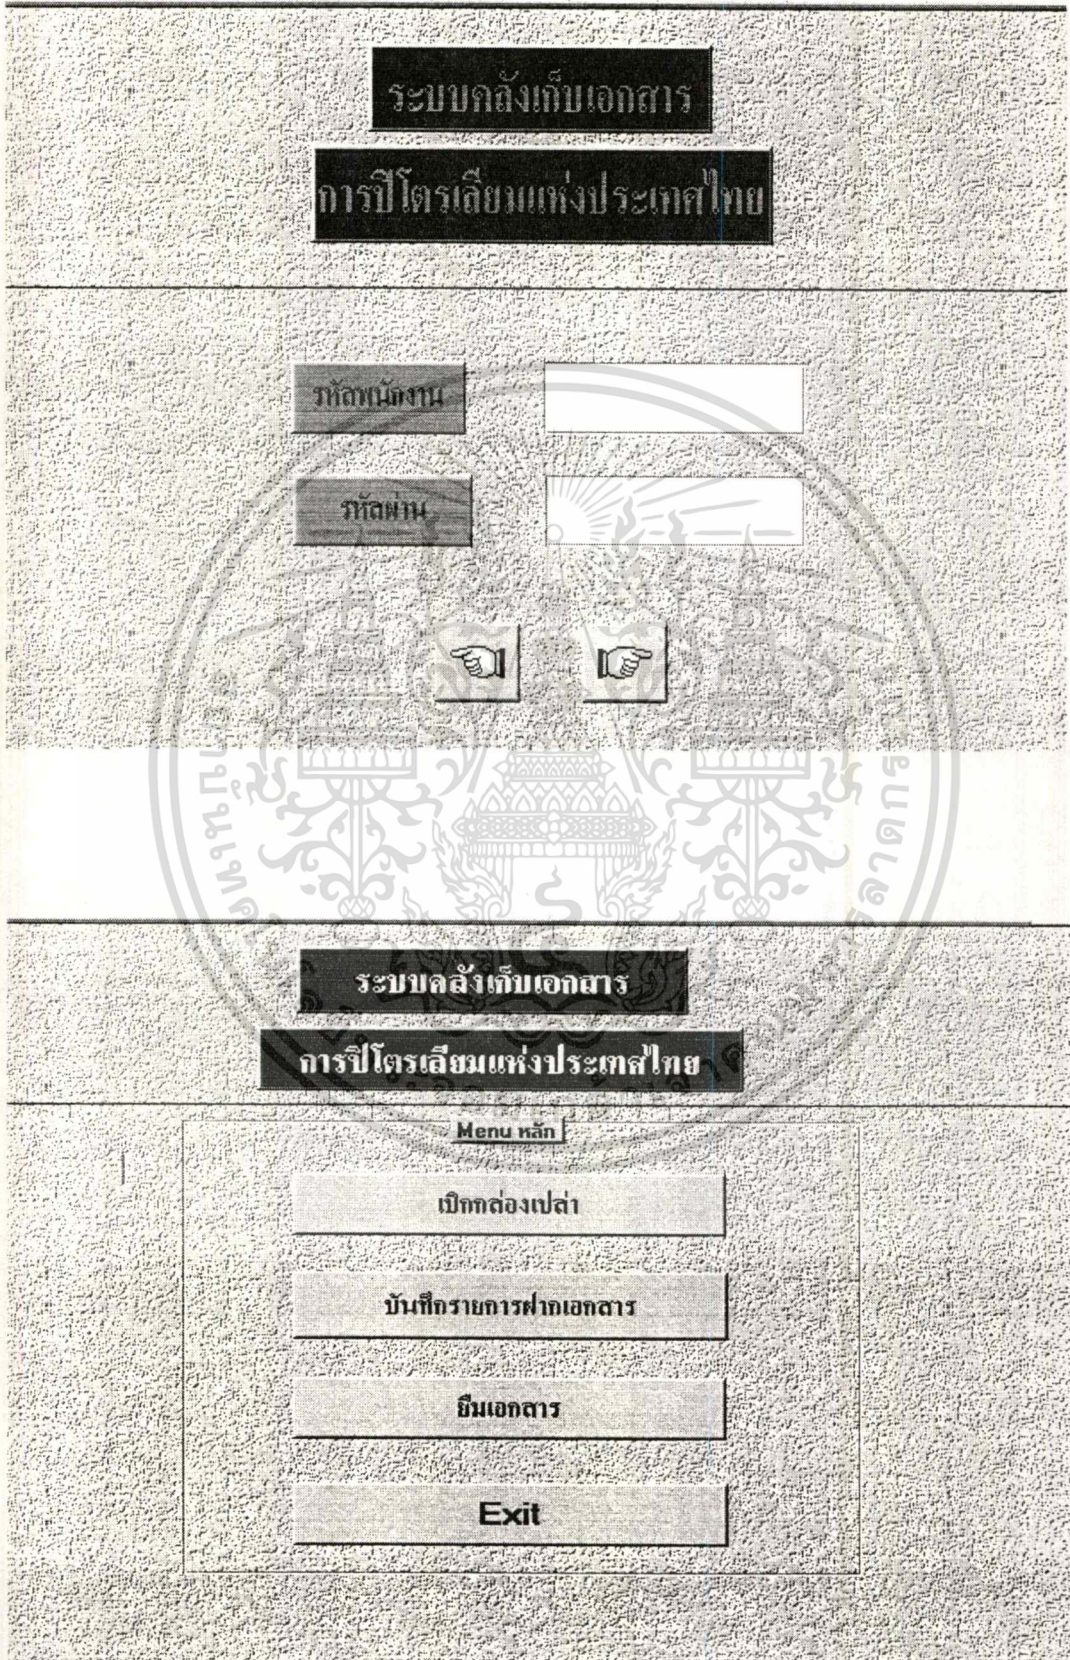 ระบบคลังเก็บเอกสาร
การปิโตรเลียมแห่งประเทศไทย
รหัสพนักงาน
รหัสผ่าน
ระบบคลังเก็บเอกสาร
การปิโตรเลียมแห่งประเทศไทย
Menu หลัก
เบิกกล่องเปล่า
บันทึกรายการฝากเอกสาร
ยืมเอกสาร
Exit